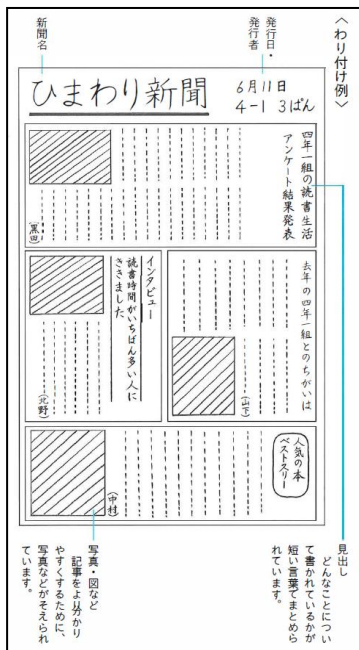 〈わり付け例〉
発行日・
発行者
新聞名
ひまわり新聞
6月11日
4-1 3ぱん
四年一組の読書生活
アンケート結果発表
(黒田)
去年の四年一組とのちがいは
(山下)
インタビュー
読書時間がいちばん多い人に
ききました
(北野)
人気の本
ベストスリー
(中村)
見出し
どんなことについ
て書かれているかが
短い言葉でまとめら
れています。
写真・図など
記事をより分かり
やすくするために、
写真などがそえられ
ています。